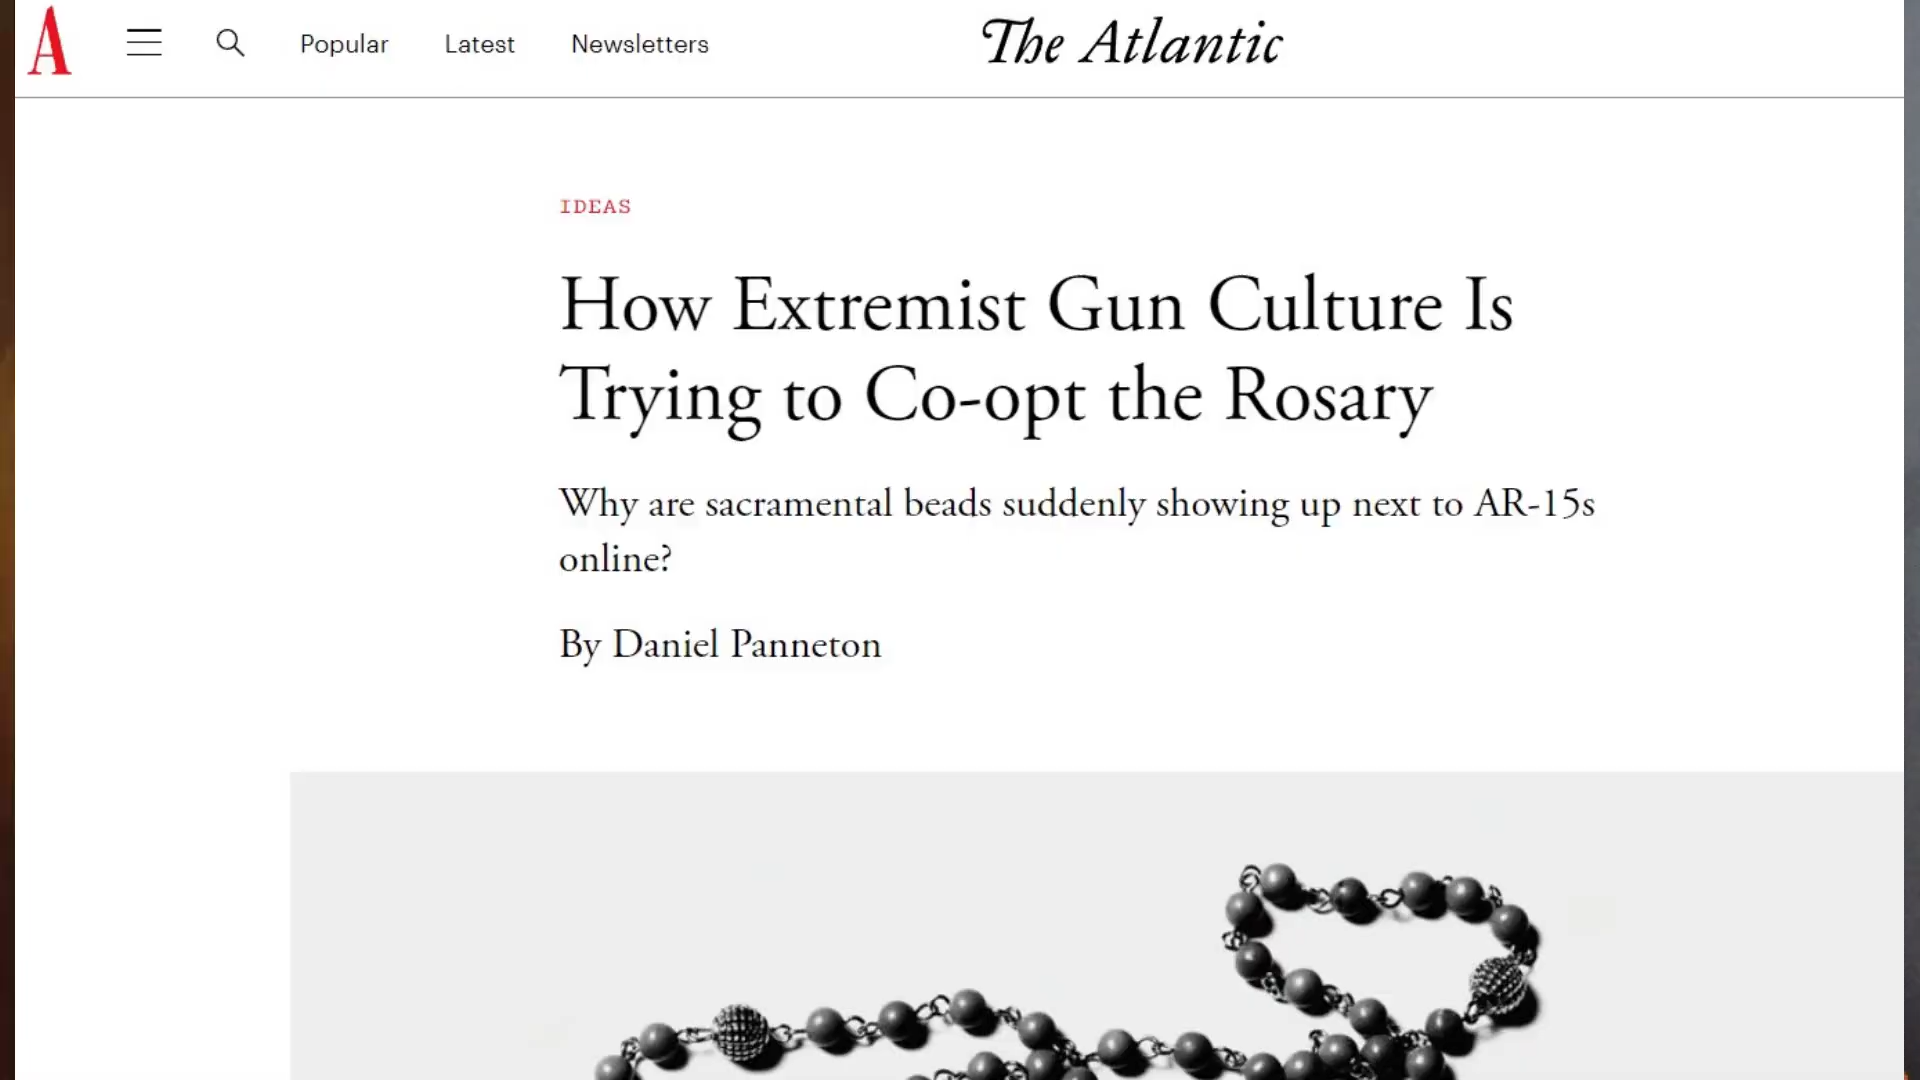 A
Popular Latest Newsletters
The Atlantic
IDEAS
How Extremist Gun Culture Is
Trying to Co-opt the Rosary
Why are sacramental beads suddenly showing up next to AR-15s
online?
By Daniel Panneton